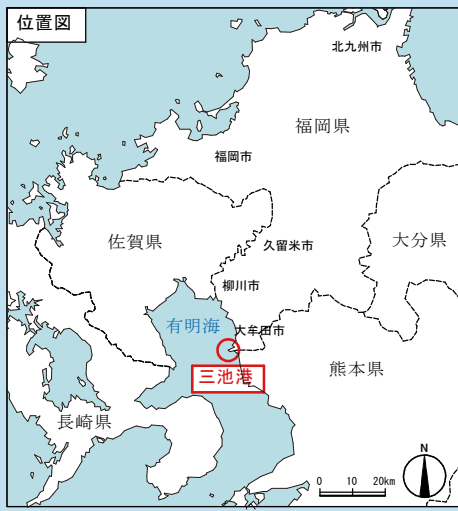 位置図
北九州市
福岡県
福岡市
佐賀県
久留米市
大分県
柳川市
有明海
大牟田市
三池港
熊本県
長崎県
N
0 10 20km